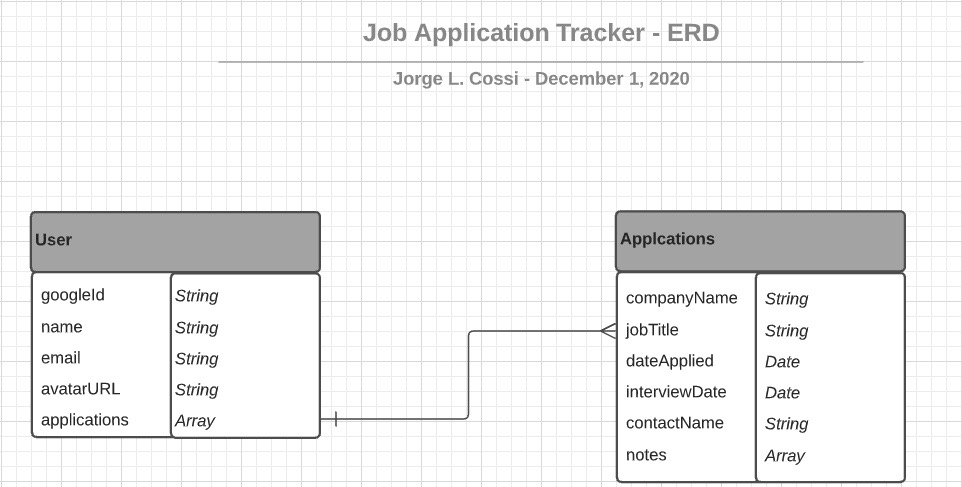 Job Application Tracker - ERD
Jorge L. Cossi - December 1, 2020
User
googleId String
name String
email String
avatarURL String
applications Array
Applcations
companyName String
jobTitle String
dateApplied Date
interviewDate Date
contactName String
notes Array